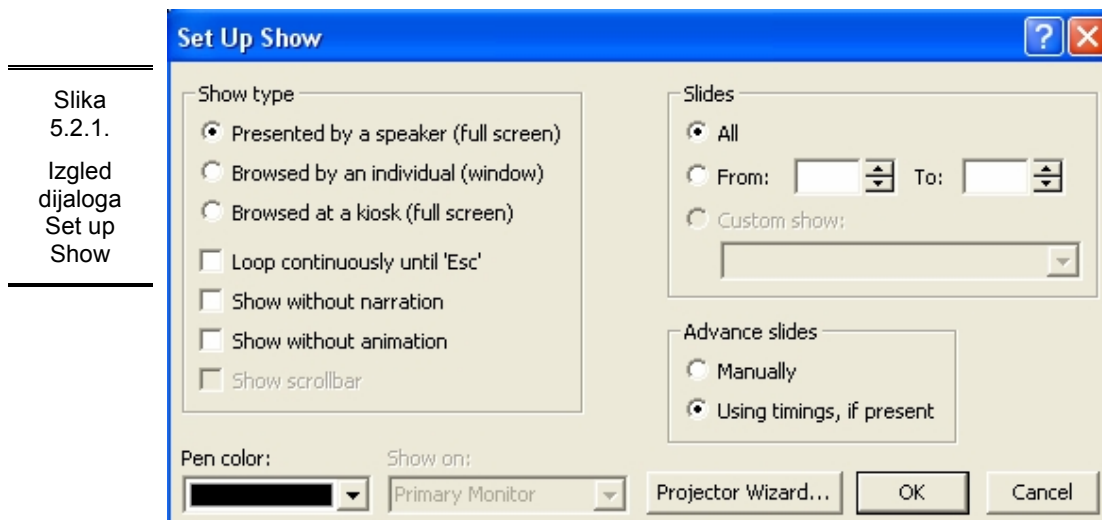 Slika
5.2.1.
Izgled
dijaloga
Set up
Show
Set Up Show
Show type
Presented by a speaker (full screen)
Browsed by an individual (window)
Browsed at a kiosk (full screen)
Loop continuously until 'Esc'
Show without narration
Show without animation
Show scrollbar
Slides
All
From: To:
Custom show:
Advance slides
Manually
Using timings, if present
Pen color: Show on:
Primary Monitor Projector Wizard... OK Cancel